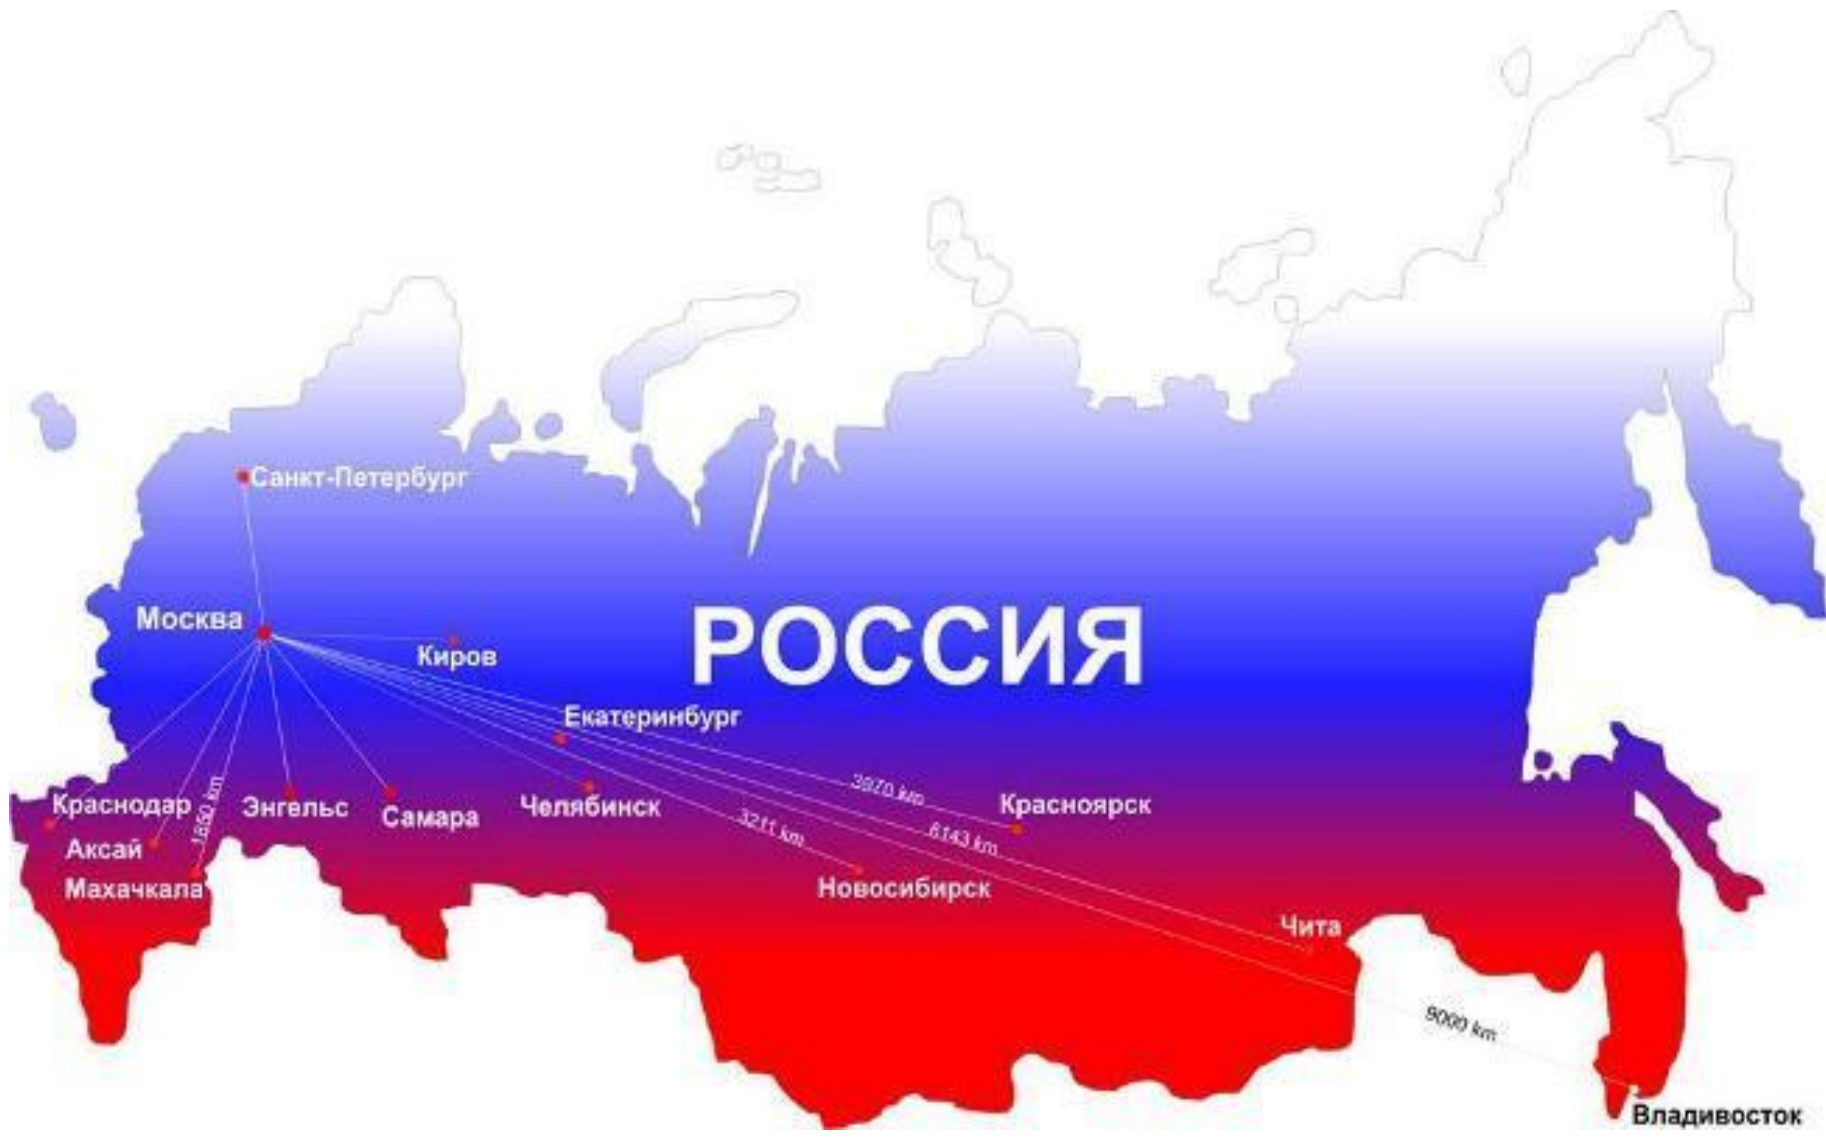 Санкт-Петербург
Москва
РОССИЯ
Киров
Екатеринбург
3970 km
Краснодар
1850 km
Энгельс
Самара
Челябинск
Красноярск
3211 km
6143 km
Аксай
Махачкала
Новосибирск
Чита
9000 km
Владивосток